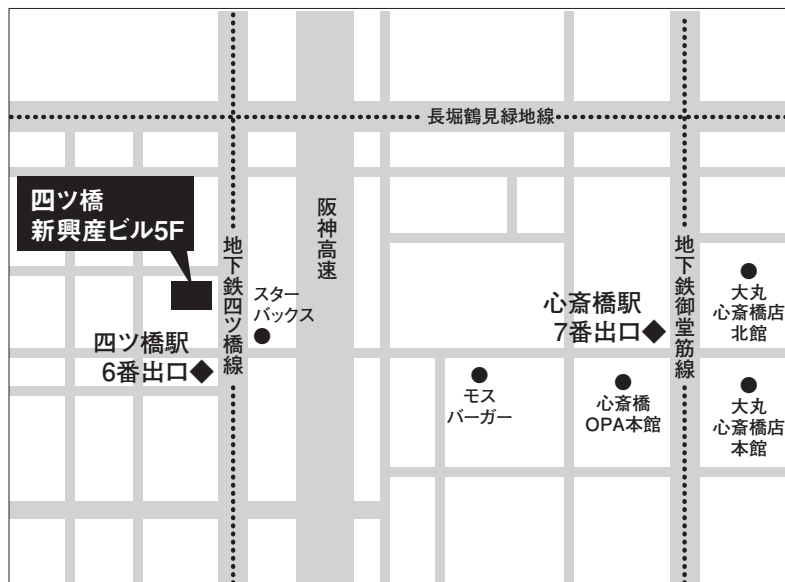 長堀鶴見緑地線
四ツ橋
新興産ビル5F
地下鉄四ツ橋線
阪神高速
スター
バックス
四ツ橋駅
6番出口◆
心斎橋駅
7番出口◆
地下鉄御堂筋線
大丸
心斎橋店
北館
モス
バーガー
心斎橋
OPA本館
大丸
心斎橋店
本館